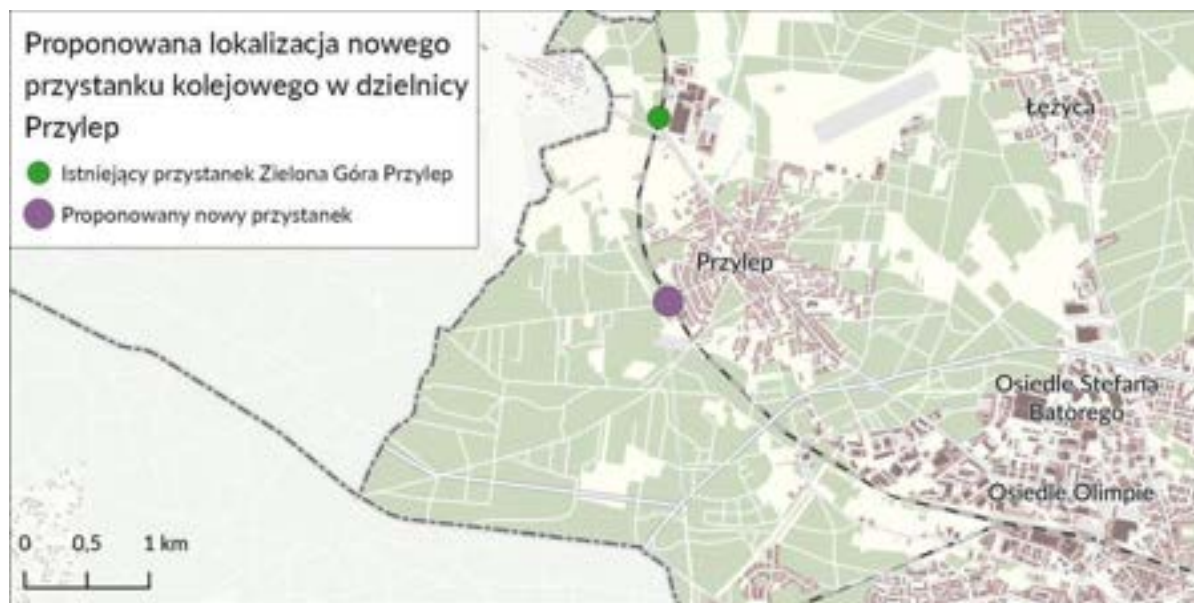 Proponowana lokalizacja nowego
przystanku kolejowego w dzielnicy
Przylep
Istniejący przystanek Zielona Góra Przylep
Proponowany nowy przystanek
Łężyca
Przylep
Osiedle Stefana
Batorego
Osiedle Olimpie
0 0,5 1 km